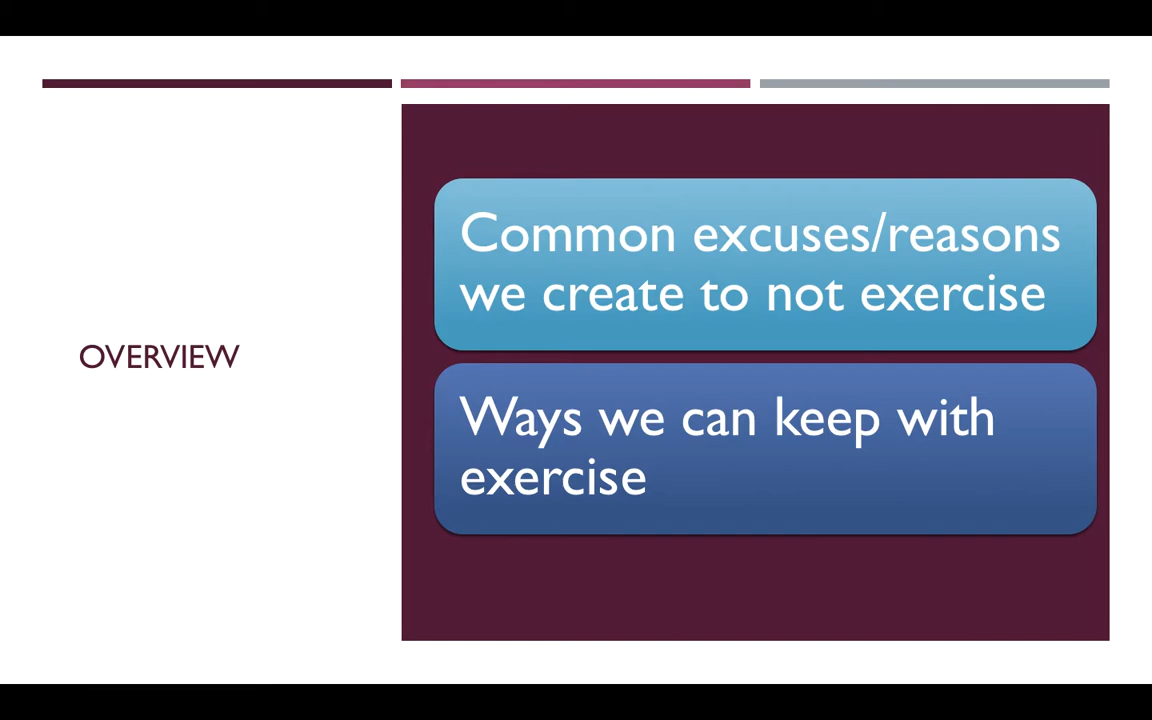 OVERVIEW
Common excuses/reasons
we create to not exercise
Ways we can keep with
exercise